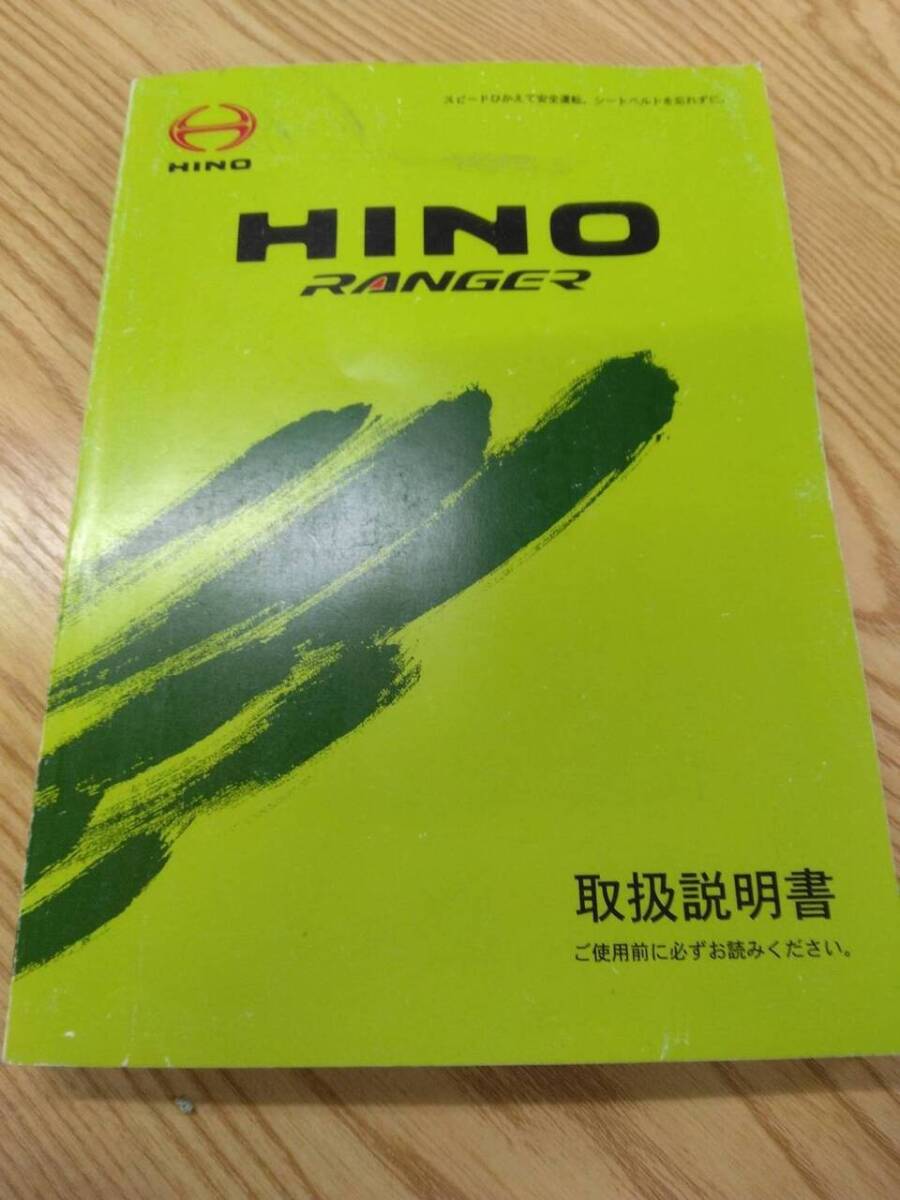 スピードひかえて安全運転、シートベルトを忘れずに。
HINO
HINO
RANGER
取扱説明書
ご使用前に必ずお読みください。